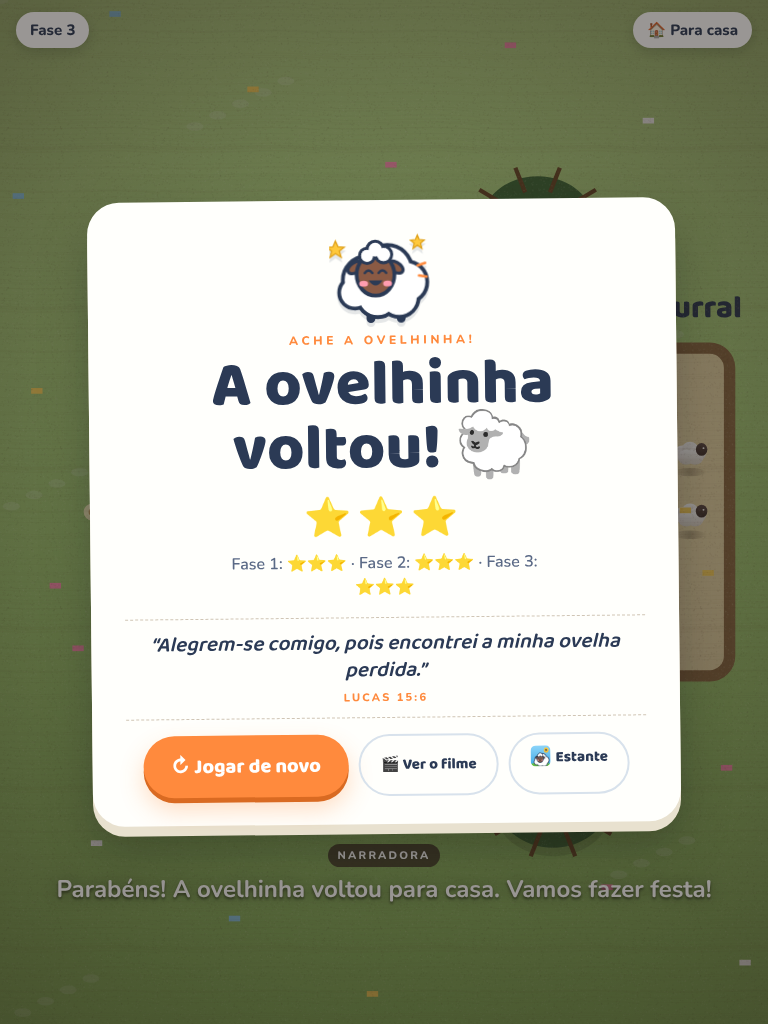 Fase 3
🏠 Para casa
urral
ACHE A OVELHINHA!
A ovelhinha
voltou! 🐑
⭐⭐⭐
Fase 1: ⭐⭐⭐ · Fase 2: ⭐⭐⭐ · Fase 3:
⭐⭐⭐
“Alegrem-se comigo, pois encontrei a minha ovelha
perdida.”
LUCAS 15:6
↻ Jogar de novo
🎬 Ver o filme
Estante
NARRADORA
Parabéns! A ovelhinha voltou para casa. Vamos fazer festa!